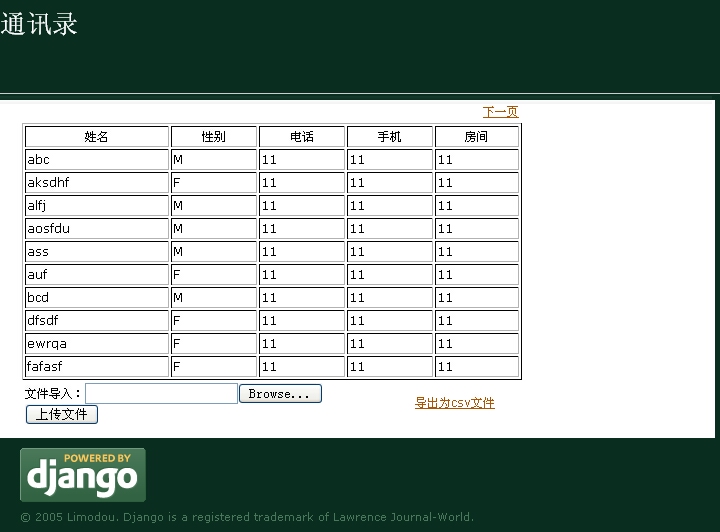 通讯录
下一页
姓名 性别 电话 手机 房间
abc M 11 11 11
aksdhf F 11 11 11
alfj M 11 11 11
aosfdu M 11 11 11
ass M 11 11 11
auf F 11 11 11
bcd M 11 11 11
dfsdf F 11 11 11
ewrqa F 11 11 11
fafasf F 11 11 11
文件导入： Browse...
导出为csv文件
上传文件
POWERED BY
django
© 2005 Limodou. Django is a registered trademark of Lawrence Journal-World.